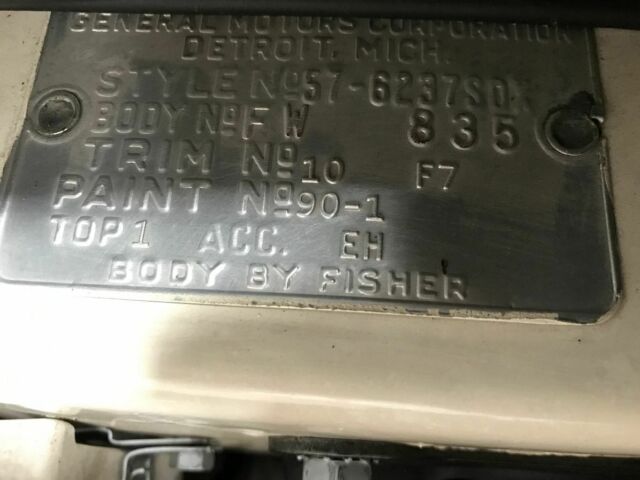 GENERAL MOTORS CORPORATION
DETROIT, MICH.
STYLE Nº 57-6237SDX
BODY Nº FW 835
TRIM Nº 10 F7
PAINT Nº 90-1
TOP 1 ACC. EH
BODY BY FISHER